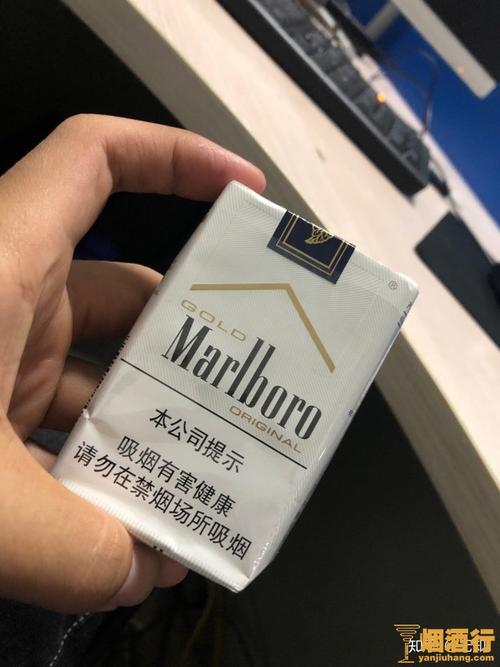 GOLD
Marlboro
ORIGINAL
®
本公司提示
吸烟有害健康
请勿在禁烟场所吸烟
烟酒行
yanjiuhang.com